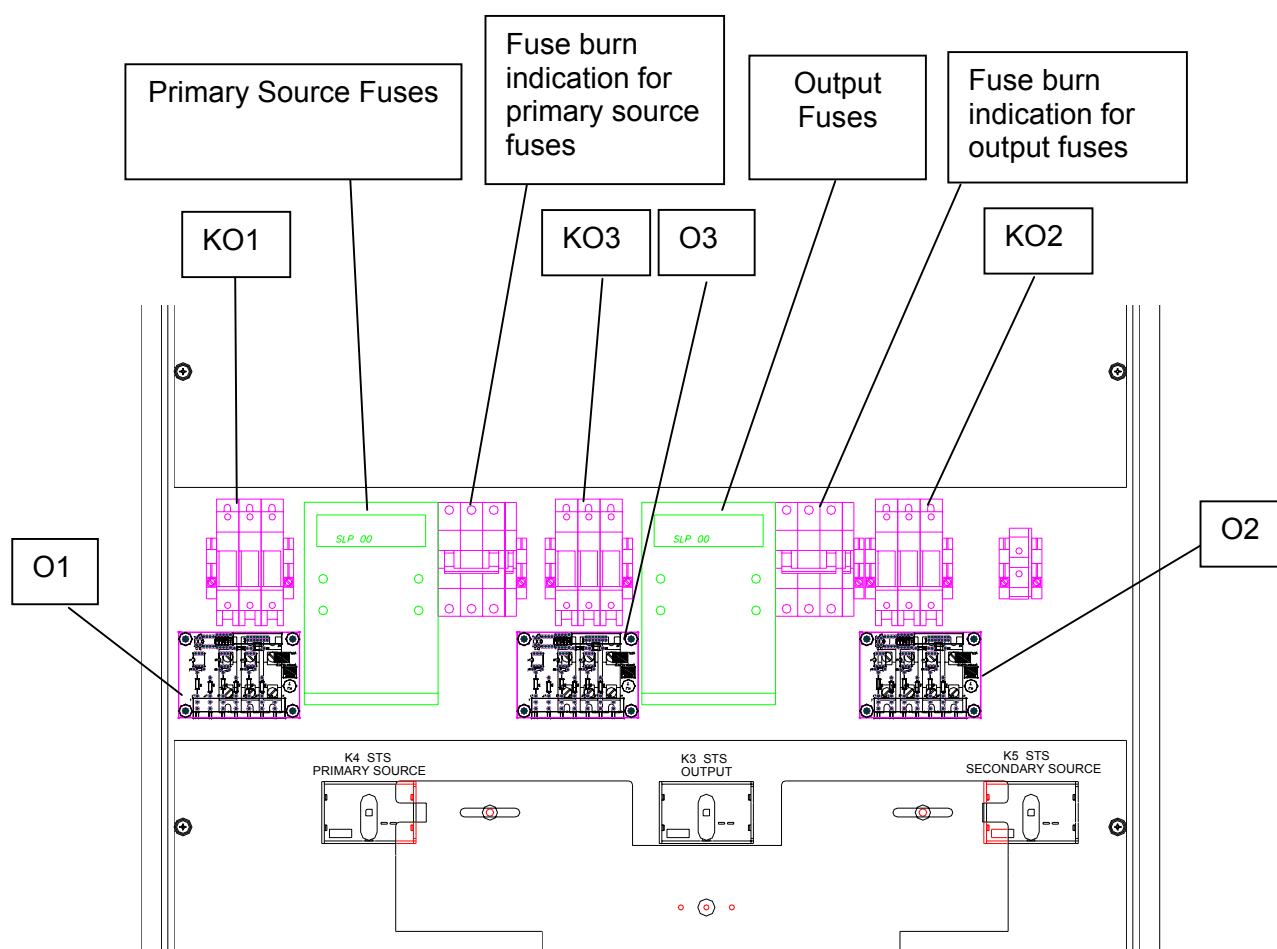 Primary Source Fuses
Fuse burn
indication for
primary source
fuses
Output
Fuses
Fuse burn
indication for
output fuses
KO1
KO3
O3
KO2
O1
O2
SLP 00
SLP 00
K4 STS
PRIMARY SOURCE
K3 STS
OUTPUT
K5 STS
SECONDARY SOURCE